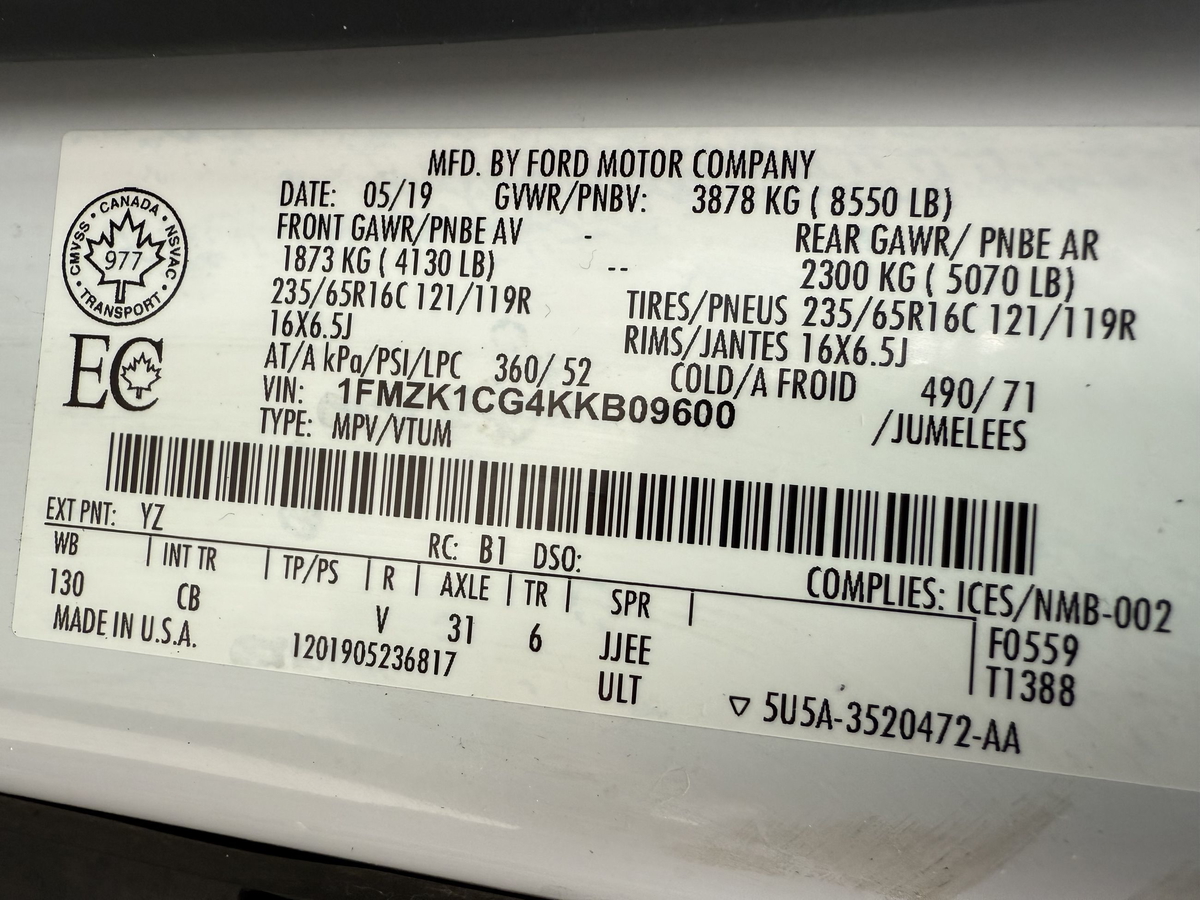 MFD. BY FORD MOTOR COMPANY
DATE: 05/19 GVWR/PNBV: 3878 KG ( 8550 LB)
FRONT GAWR/PNBE AV - REAR GAWR/ PNBE AR
1873 KG ( 4130 LB) -- 2300 KG ( 5070 LB)
235/65R16C 121/119R TIRES/PNEUS 235/65R16C 121/119R
16X6.5J RIMS/JANTES 16X6.5J
AT/A kPa/PSI/LPC 360/ 52 COLD/A FROID 490/ 71
VIN: 1FMZK1CG4KKB09600 /JUMELEES
TYPE: MPV/VTUM
CMVSS • CANADA • NSVAC • TRANSPORT •
977
EC
EXT PNT: YZ RC: B1 DSO:
WB INT TR TP/PS R AXLE TR SPR COMPLIES: ICES/NMB-002
130 CB V 31 6 JJEE F0559
MADE IN U.S.A. 1201905236817 ULT T1388
▽ 5U5A-3520472-AA